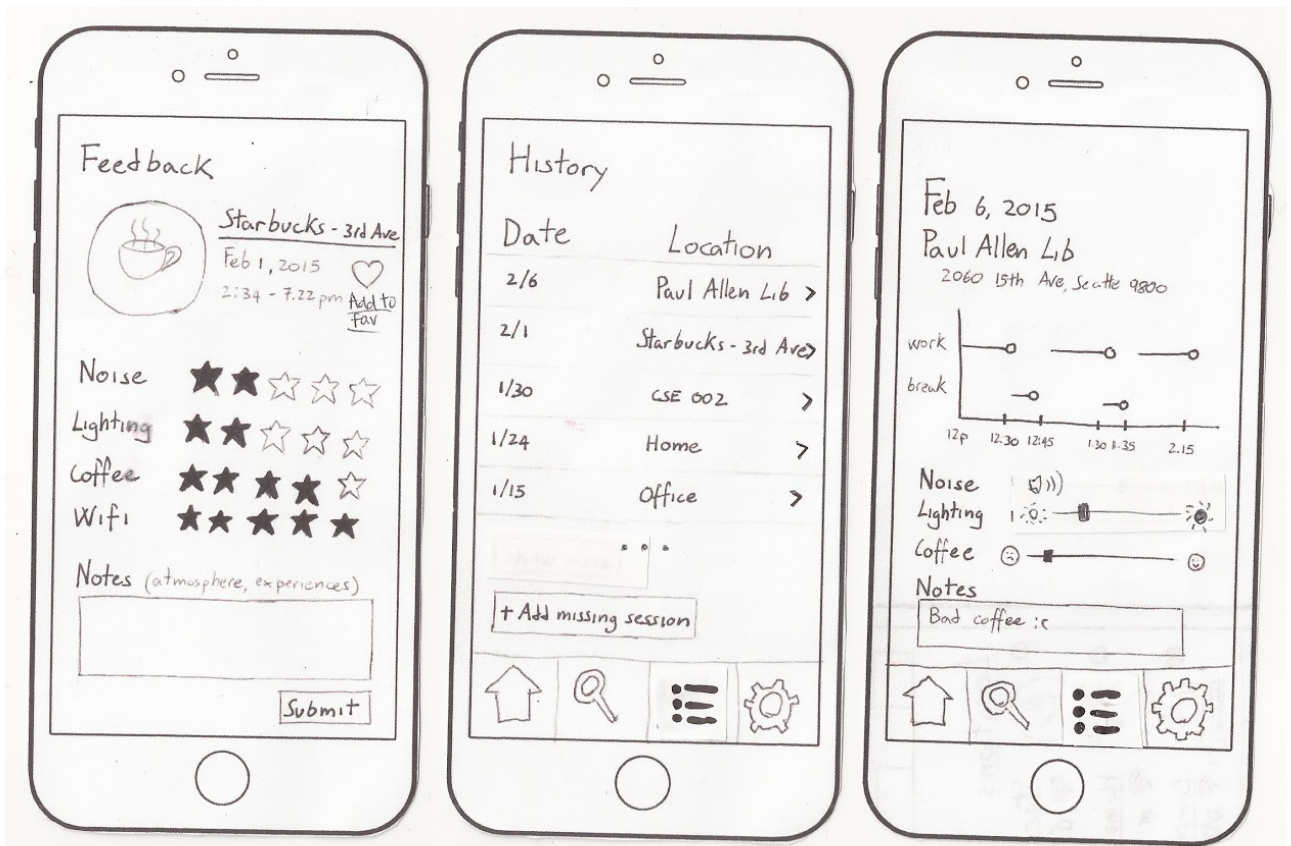 Feedback
Starbucks - 3rd Ave
Feb 1, 2015
2:34 - 7.22 pm
Add to
Fav
Noise
Lighting
Coffee
Wifi
Notes (atmosphere, experiences)
Submit
History
Date Location
2/6 Paul Allen Lib >
2/1 Starbucks - 3rd Ave>
1/30 CSE 002 >
1/24 Home >
1/15 Office >
...
+ Add missing session
Feb 6, 2015
Paul Allen Lib
2060 15th Ave, Seattle 9800
work
break
12p 12.30 12:45 1.30 1.35 2.15
Noise
Lighting
Coffee
Notes
Bad coffee :(